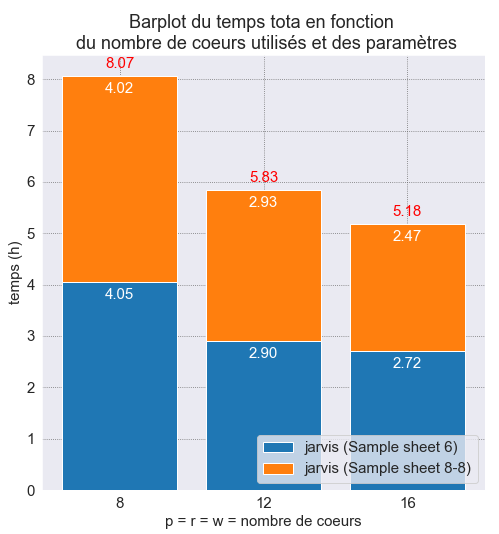 Barplot du temps tota en fonction
du nombre de coeurs utilisés et des paramètres
8.07
4.02
4.05
5.83
2.93
2.90
5.18
2.47
2.72
temps (h)
8
7
6
5
4
3
2
1
0
jarvis (Sample sheet 6)
jarvis (Sample sheet 8-8)
8 12 16
p = r = w = nombre de coeurs